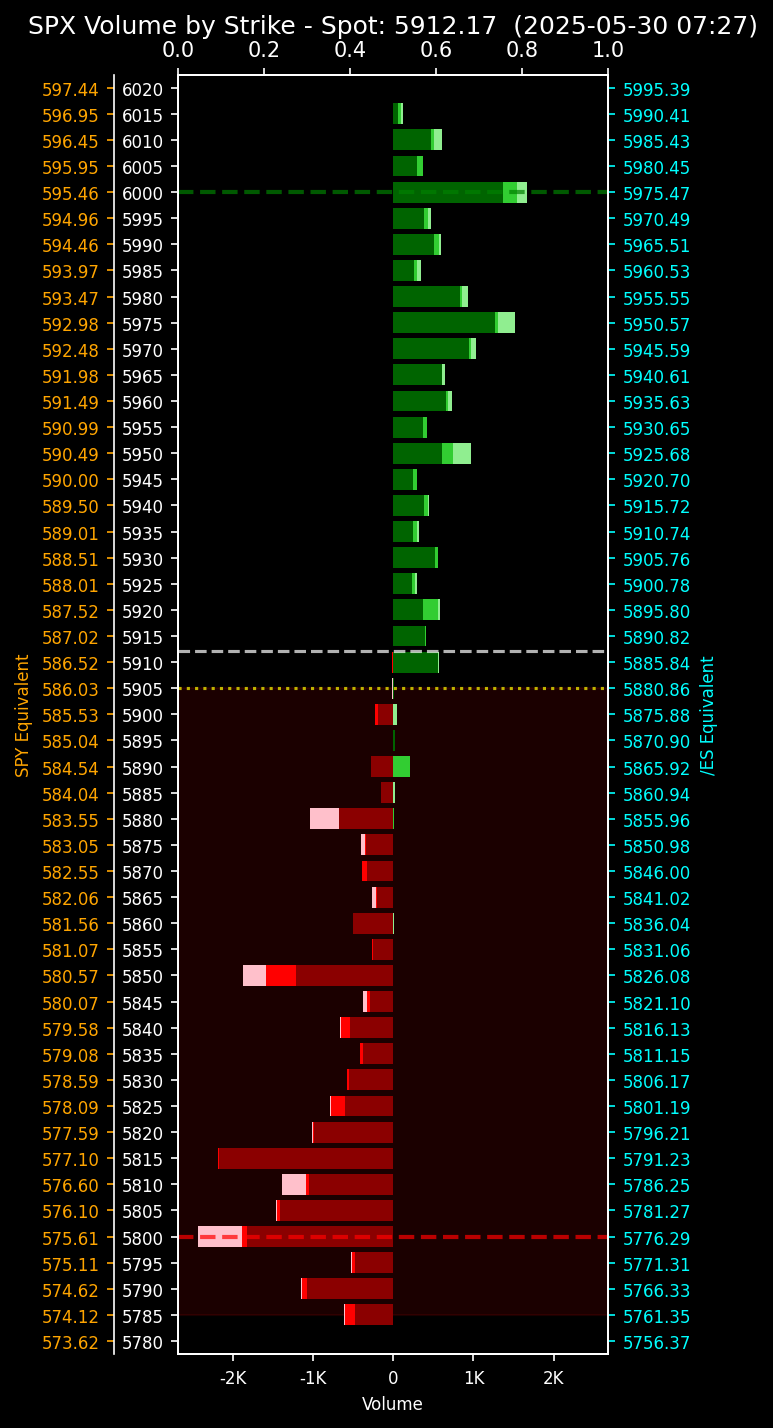 SPX Volume by Strike - Spot: 5912.17 (2025-05-30 07:27)
0.0 0.2 0.4 0.6 0.8 1.0
597.44 6020 5995.39
596.95 6015 5990.41
596.45 6010 5985.43
595.95 6005 5980.45
595.46 6000 5975.47
594.96 5995 5970.49
594.46 5990 5965.51
593.97 5985 5960.53
593.47 5980 5955.55
592.98 5975 5950.57
592.48 5970 5945.59
591.98 5965 5940.61
591.49 5960 5935.63
590.99 5955 5930.65
590.49 5950 5925.68
590.00 5945 5920.70
589.50 5940 5915.72
589.01 5935 5910.74
588.51 5930 5905.76
588.01 5925 5900.78
587.52 5920 5895.80
587.02 5915 5890.82
586.52 5910 5885.84
586.03 5905 5880.86
585.53 5900 5875.88
585.04 5895 5870.90
584.54 5890 5865.92
584.04 5885 5860.94
583.55 5880 5855.96
583.05 5875 5850.98
582.55 5870 5846.00
582.06 5865 5841.02
581.56 5860 5836.04
581.07 5855 5831.06
580.57 5850 5826.08
580.07 5845 5821.10
579.58 5840 5816.13
579.08 5835 5811.15
578.59 5830 5806.17
578.09 5825 5801.19
577.59 5820 5796.21
577.10 5815 5791.23
576.60 5810 5786.25
576.10 5805 5781.27
575.61 5800 5776.29
575.11 5795 5771.31
574.62 5790 5766.33
574.12 5785 5761.35
573.62 5780 5756.37
SPY Equivalent
/ES Equivalent
-2K -1K 0 1K 2K
Volume